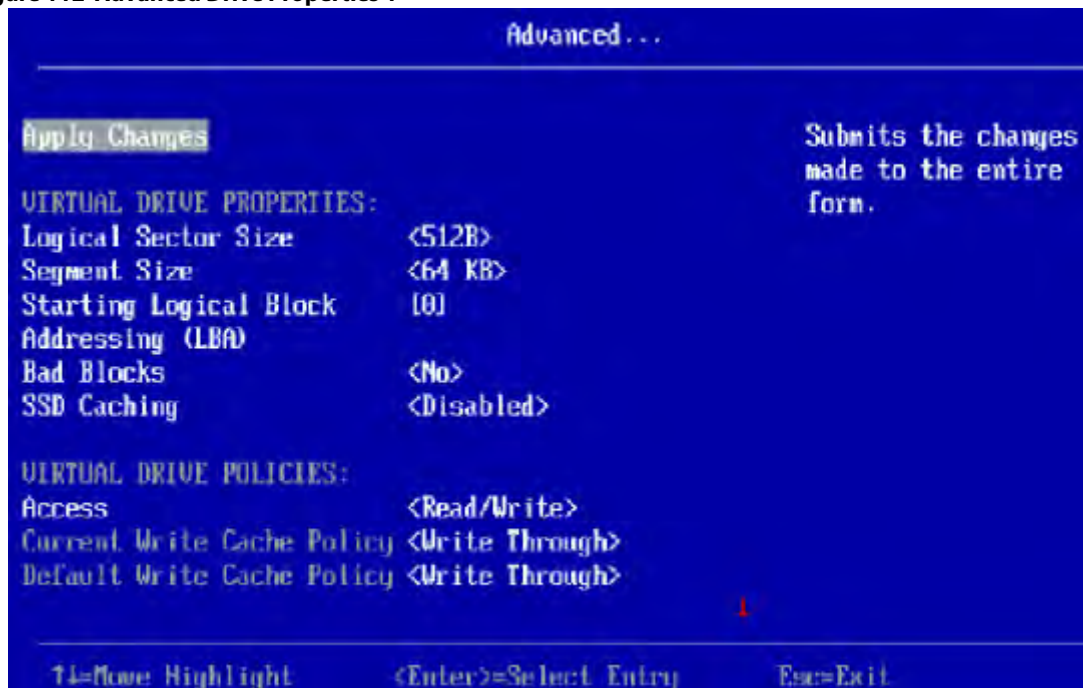 Advanced...
Apply Changes
Submits the changes
made to the entire
form.
VIRTUAL DRIVE PROPERTIES:
Logical Sector Size <512B>
Segment Size <64 KB>
Starting Logical Block [0]
Addressing (LBA)
Bad Blocks <No>
SSD Caching <Disabled>
VIRTUAL DRIVE POLICIES:
Access <Read/Write>
Current Write Cache Policy <Write Through>
Default Write Cache Policy <Write Through>
↓
↑↓=Move Highlight <Enter>=Select Entry Esc=Exit